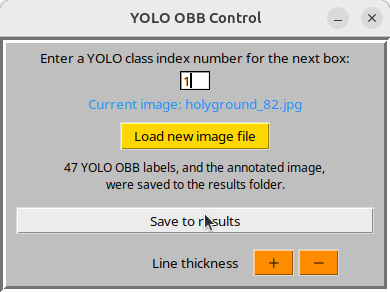 YOLO OBB Control
Enter a YOLO class index number for the next box:
1
Current image: holyground_82.jpg
Load new image file
47 YOLO OBB labels, and the annotated image,
were saved to the results folder.
Save to results
Line thickness + −